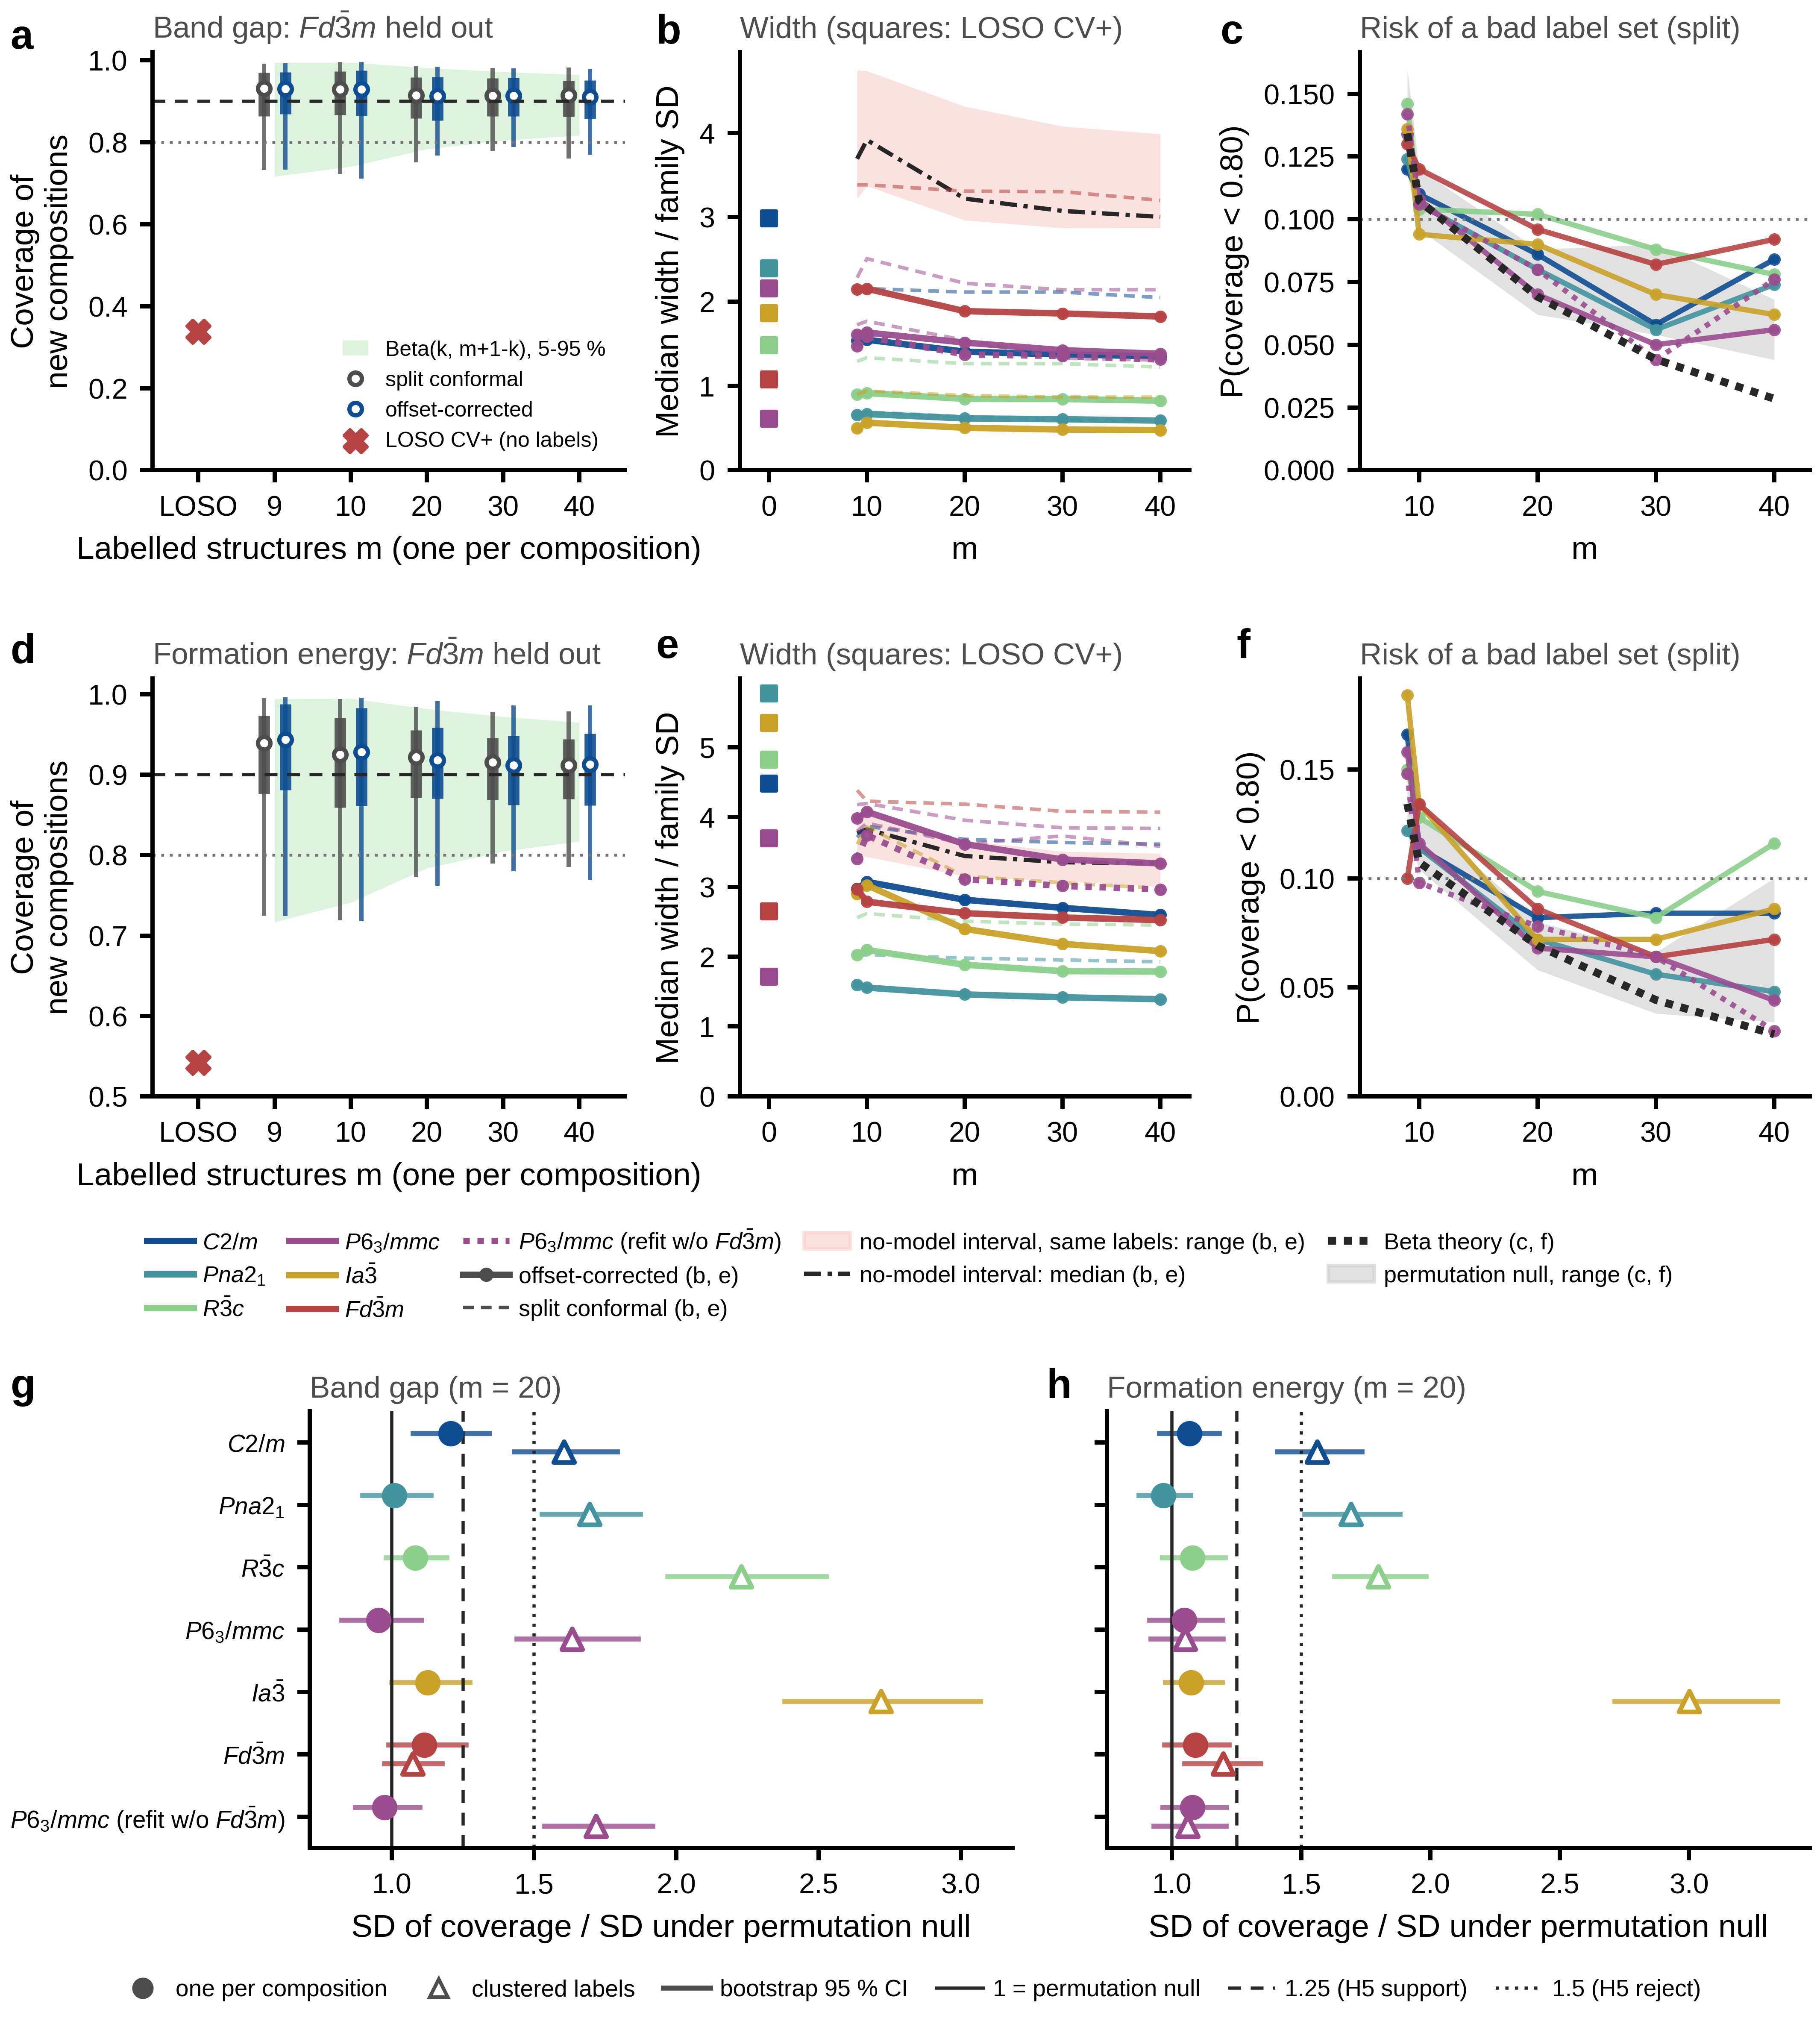 a
Band gap: Fd3̄m held out
Coverage of
new compositions
1.0
0.8
0.6
0.4
0.2
0.0
Beta(k, m+1-k), 5-95 %
split conformal
offset-corrected
LOSO CV+ (no labels)
LOSO 9 10 20 30 40
Labelled structures m (one per composition)
b
Width (squares: LOSO CV+)
Median width / family SD
4
3
2
1
0
0 10 20 30 40
m
c
Risk of a bad label set (split)
P(coverage < 0.80)
0.150
0.125
0.100
0.075
0.050
0.025
0.000
10 20 30 40
m
d
Formation energy: Fd3̄m held out
Coverage of
new compositions
1.0
0.9
0.8
0.7
0.6
0.5
LOSO 9 10 20 30 40
Labelled structures m (one per composition)
e
Width (squares: LOSO CV+)
Median width / family SD
5
4
3
2
1
0
0 10 20 30 40
m
f
Risk of a bad label set (split)
P(coverage < 0.80)
0.15
0.10
0.05
0.00
10 20 30 40
m
C2/m
Pna2₁
R3̄c
P6₃/mmc
Ia3̄
Fd3̄m
P6₃/mmc (refit w/o Fd3̄m)
offset-corrected (b, e)
split conformal (b, e)
no-model interval, same labels: range (b, e)
no-model interval: median (b, e)
Beta theory (c, f)
permutation null, range (c, f)
g
Band gap (m = 20)
C2/m
Pna2₁
R3̄c
P6₃/mmc
Ia3̄
Fd3̄m
P6₃/mmc (refit w/o Fd3̄m)
1.0 1.5 2.0 2.5 3.0
SD of coverage / SD under permutation null
h
Formation energy (m = 20)
1.0 1.5 2.0 2.5 3.0
SD of coverage / SD under permutation null
one per composition
clustered labels
bootstrap 95 % CI
1 = permutation null
1.25 (H5 support)
1.5 (H5 reject)